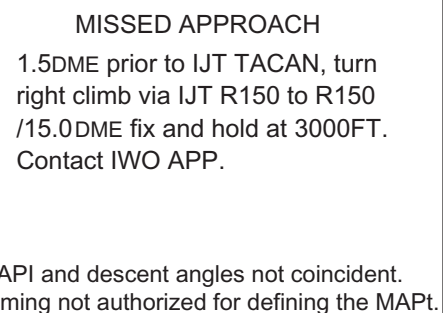 MISSED APPROACH
1.5DME prior to IJT TACAN, turn
right climb via IJT R150 to R150
/15.0DME fix and hold at 3000FT.
Contact IWO APP.
API and descent angles not coincident.
ming not authorized for defining the MAPt.